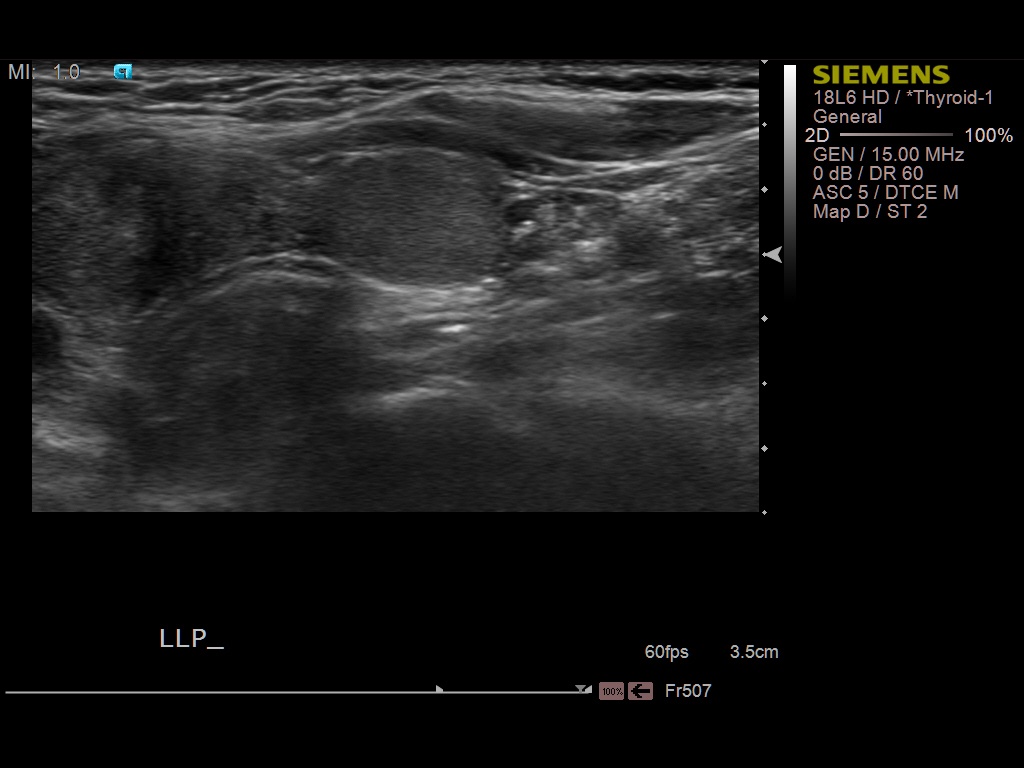 MI: 1.0
SIEMENS
18L6 HD / *Thyroid-1
General
2D 100%
GEN / 15.00 MHz
0 dB / DR 60
ASC 5 / DTCE M
Map D / ST 2
LLP_
60fps 3.5cm
100% Fr507